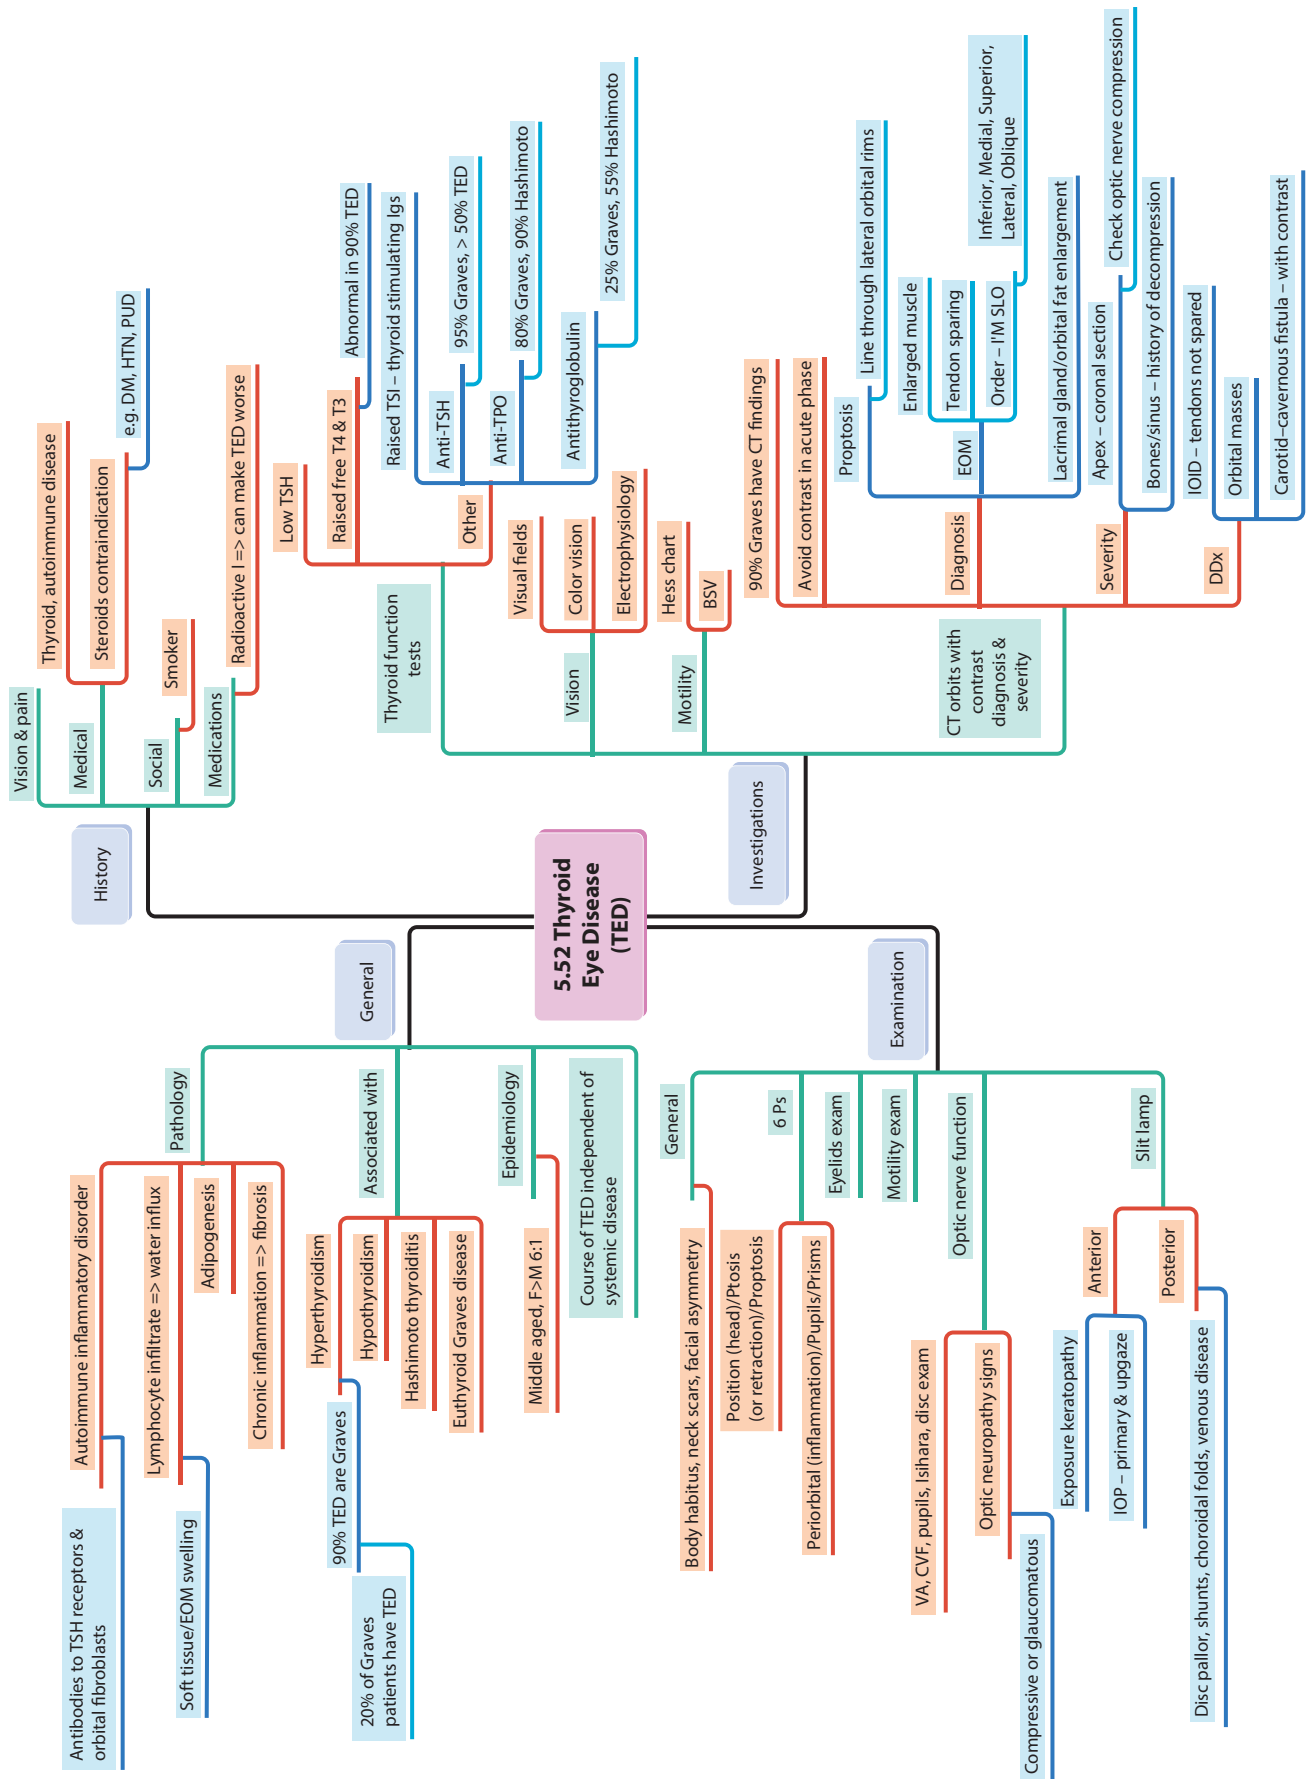 5.52 Thyroid
Eye Disease
(TED)
History
Vision & pain
Medical
Thyroid, autoimmune disease
Steroids contraindication
e.g. DM, HTN, PUD
Social
Smoker
Medications
Radioactive I => can make TED worse
General
Pathology
Autoimmune inflammatory disorder
Antibodies to TSH receptors &
orbital fibroblasts
Lymphocyte infiltrate => water influx
Soft tissue/EOM swelling
Adipogenesis
Chronic inflammation => fibrosis
Associated with
Hyperthyroidism
90% TED are Graves
20% of Graves
patients have TED
Hypothyroidism
Hashimoto thyroiditis
Euthyroid Graves disease
Epidemiology
Middle aged, F>M 6:1
Course of TED independent of
systemic disease
Investigations
Thyroid function
tests
Low TSH
Raised free T4 & T3
Abnormal in 90% TED
Other
Raised TSI – thyroid stimulating Igs
Anti-TSH
95% Graves, > 50% TED
Anti-TPO
80% Graves, 90% Hashimoto
Antithyroglobulin
25% Graves, 55% Hashimoto
Vision
Visual fields
Color vision
Electrophysiology
Motility
Hess chart
BSV
CT orbits with
contrast
diagnosis &
severity
90% Graves have CT findings
Avoid contrast in acute phase
Diagnosis
Proptosis
Line through lateral orbital rims
EOM
Enlarged muscle
Tendon sparing
Order – I'M SLO
Inferior, Medial, Superior,
Lateral, Oblique
Lacrimal gland/orbital fat enlargement
Severity
Apex – coronal section
Check optic nerve compression
Bones/sinus – history of decompression
DDx
IOID – tendons not spared
Orbital masses
Carotid–cavernous fistula – with contrast
Examination
General
Body habitus, neck scars, facial asymmetry
6 Ps
Position (head)/Ptosis
(or retraction)/Proptosis
Periorbital (inflammation)/Pupils/Prisms
Eyelids exam
Motility exam
Optic nerve function
VA, CVF, pupils, Isihara, disc exam
Optic neuropathy signs
Compressive or glaucomatous
Slit lamp
Anterior
Exposure keratopathy
IOP – primary & upgaze
Posterior
Disc pallor, shunts, choroidal folds, venous disease